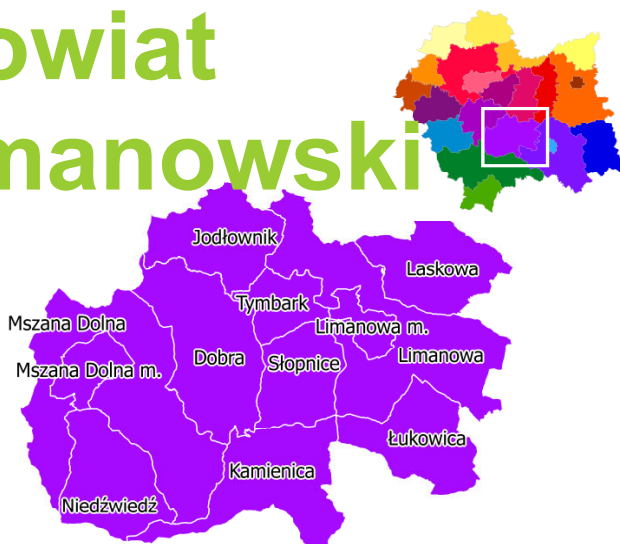 owiat
manowski
Jodłownik
Laskowa
Tymbark
Mszana Dolna
Limanowa m.
Dobra
Słopnice
Limanowa
Mszana Dolna m.
Łukowica
Kamienica
Niedźwiedź